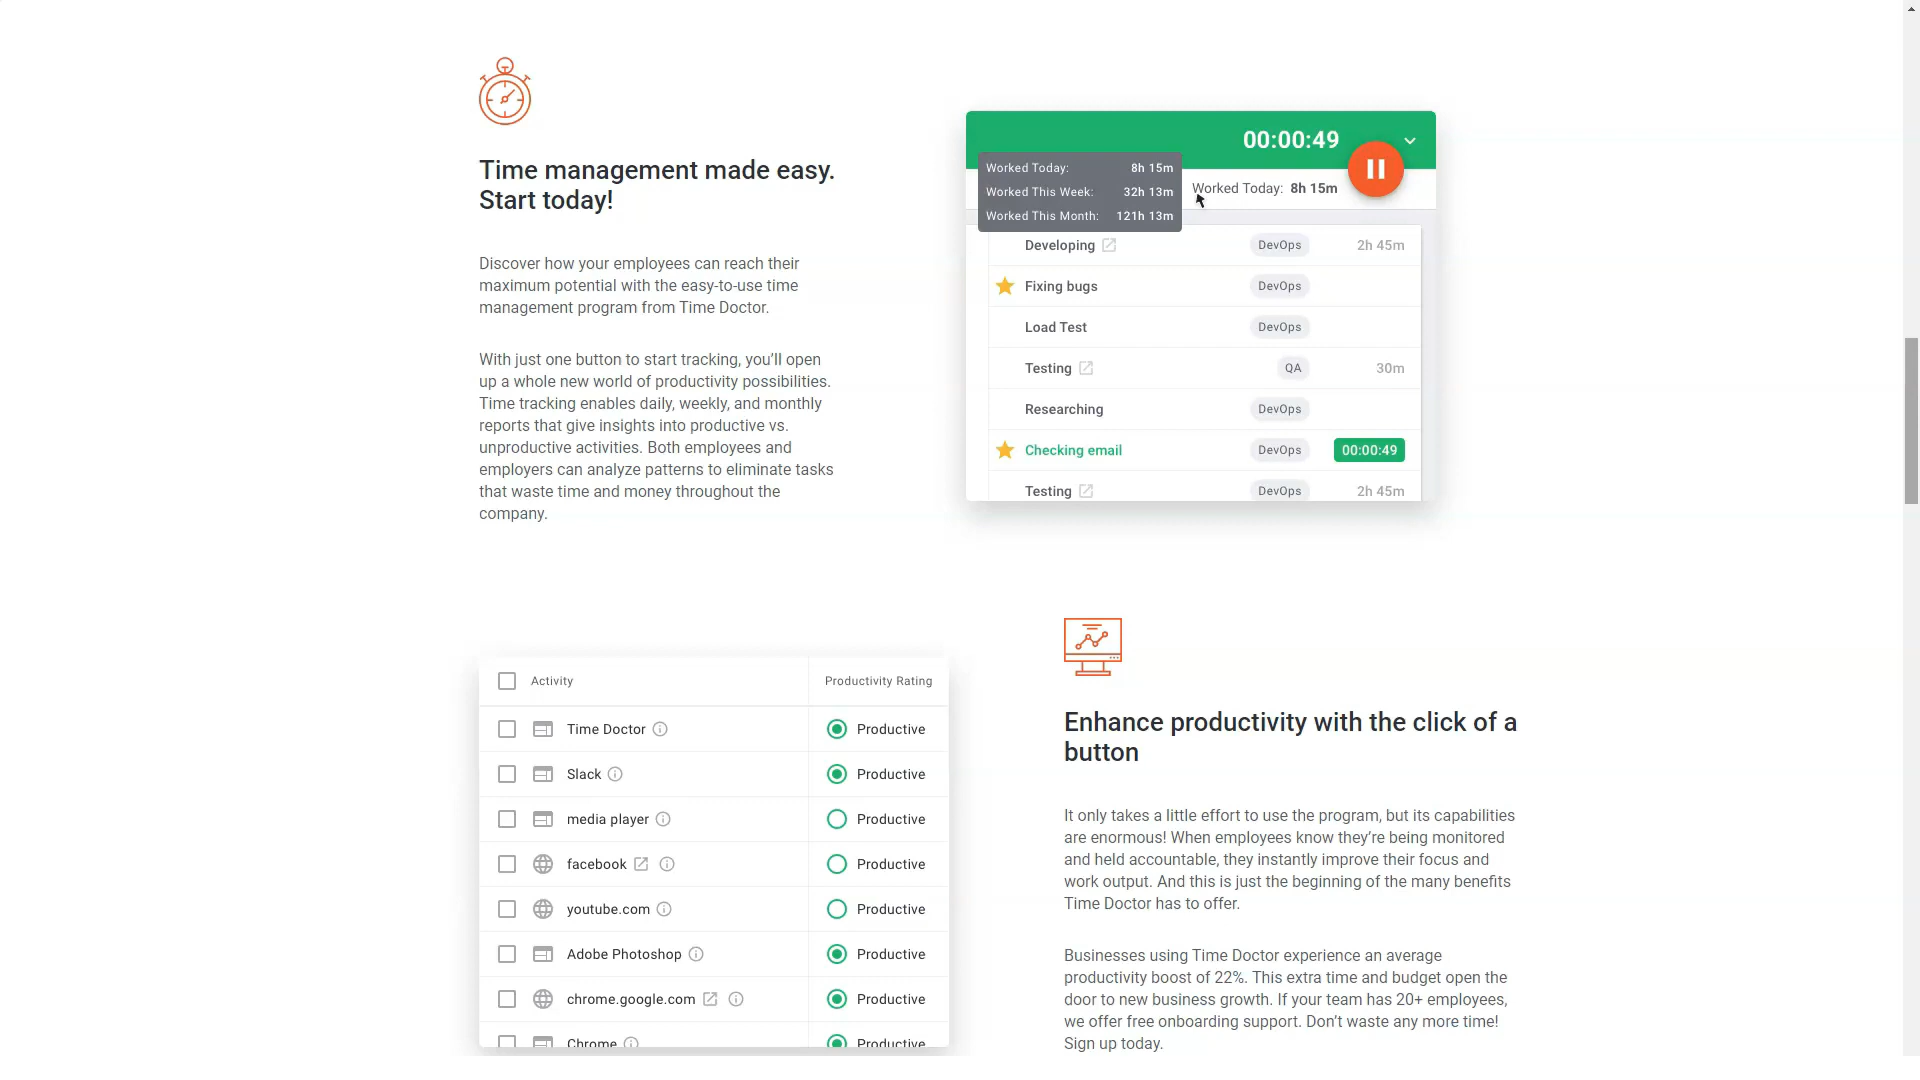 Time management made easy.
Start today!
Discover how your employees can reach their
maximum potential with the easy-to-use time
management program from Time Doctor.
With just one button to start tracking, you’ll open
up a whole new world of productivity possibilities.
Time tracking enables daily, weekly, and monthly
reports that give insights into productive vs.
unproductive activities. Both employees and
employers can analyze patterns to eliminate tasks
that waste time and money throughout the
company.
00:00:49
Worked Today: 8h 15m
Worked This Week: 32h 13m
Worked This Month: 121h 13m
Worked Today: 8h 15m
Developing DevOps 2h 45m
Fixing bugs DevOps
Load Test DevOps
Testing QA 30m
Researching DevOps
Checking email DevOps 00:00:49
Testing DevOps 2h 45m
Activity Productivity Rating
Time Doctor Productive
Slack Productive
media player Productive
facebook Productive
youtube.com Productive
Adobe Photoshop Productive
chrome.google.com Productive
Chrome Productive
Enhance productivity with the click of a
button
It only takes a little effort to use the program, but its capabilities
are enormous! When employees know they’re being monitored
and held accountable, they instantly improve their focus and
work output. And this is just the beginning of the many benefits
Time Doctor has to offer.
Businesses using Time Doctor experience an average
productivity boost of 22%. This extra time and budget open the
door to new business growth. If your team has 20+ employees,
we offer free onboarding support. Don’t waste any more time!
Sign up today.